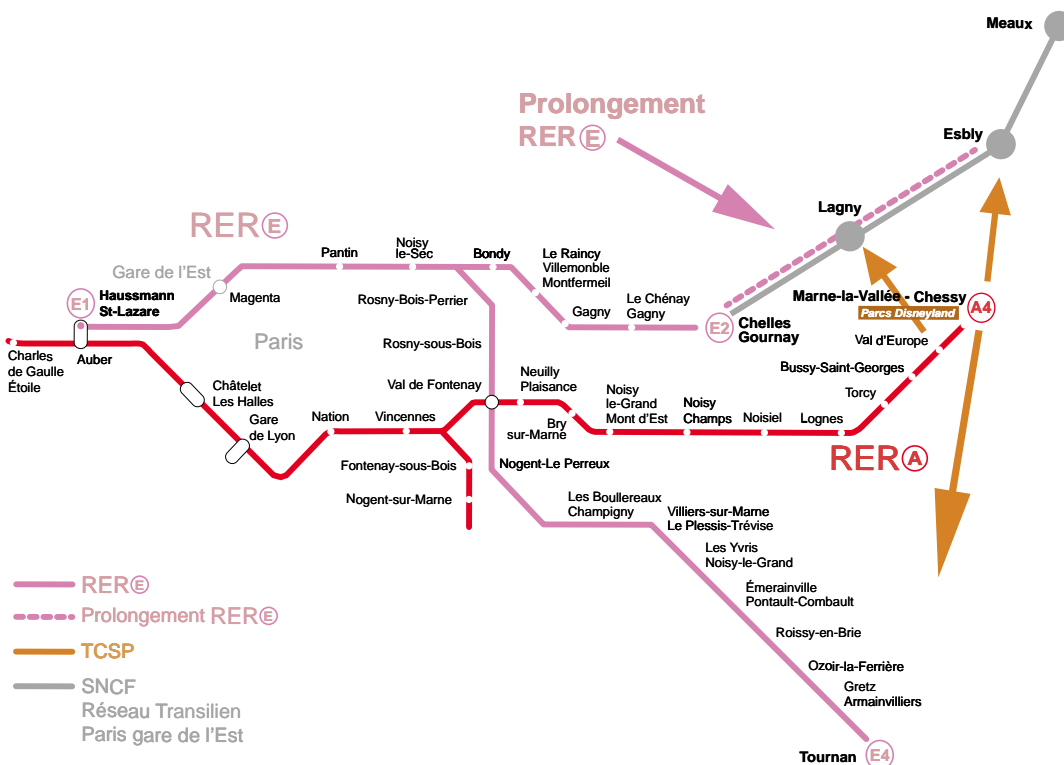 Meaux
Prolongement
RER E
Esbly
Lagny
RER E
Pantin
Noisy
le-Sec
Bondy
Le Raincy
Villemonble
Montfermeil
Gare de l'Est
Magenta
E1
Haussmann
St-Lazare
Rosny-Bois-Perrier
Gagny
Le Chénay
Gagny
E2
Chelles
Gournay
Marne-la-Vallée - Chessy
Parcs Disneyland
A4
Val d'Europe
Paris
Rosny-sous-Bois
Charles
de Gaulle
Étoile
Auber
Châtelet
Les Halles
Gare
de Lyon
Nation
Vincennes
Val de Fontenay
Neuilly
Plaisance
Bry
sur-Marne
Noisy
le-Grand
Mont d'Est
Noisy
Champs
Noisiel
Lognes
Torcy
Bussy-Saint-Georges
RER A
Fontenay-sous-Bois
Nogent-sur-Marne
Nogent-Le Perreux
Les Boullereaux
Champigny
Villiers-sur-Marne
Le Plessis-Trévise
Les Yvris
Noisy-le-Grand
Émerainville
Pontault-Combault
Roissy-en-Brie
Ozoir-la-Ferrière
Gretz
Armainvilliers
Tournan
E4
RER E
Prolongement RER E
TCSP
SNCF
Réseau Transilien
Paris gare de l'Est